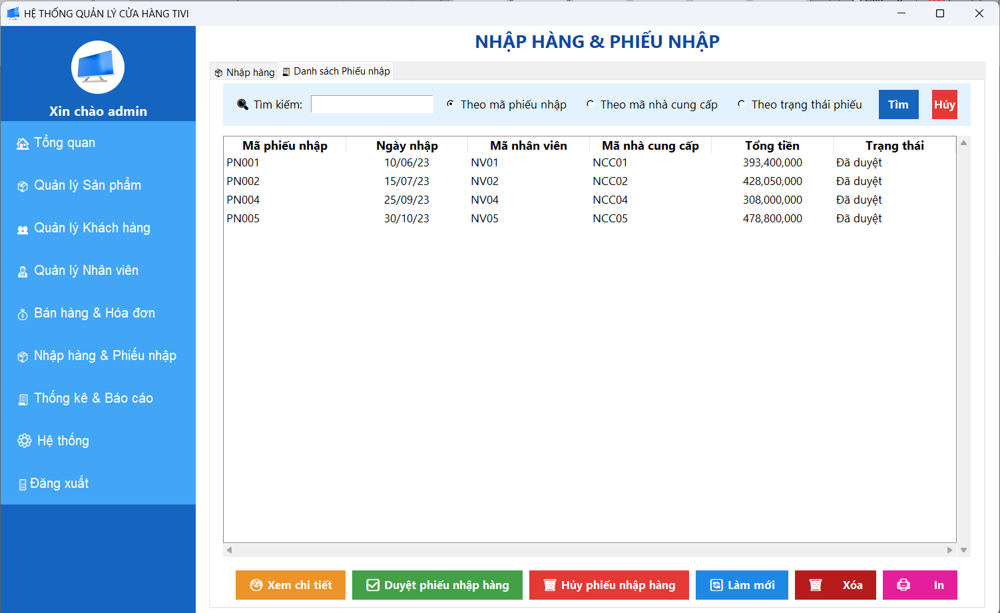 HỆ THỐNG QUẢN LÝ CỬA HÀNG TIVI
Xin chào admin
Tổng quan
Quản lý Sản phẩm
Quản lý Khách hàng
Quản lý Nhân viên
Bán hàng & Hóa đơn
Nhập hàng & Phiếu nhập
Thống kê & Báo cáo
Hệ thống
Đăng xuất
NHẬP HÀNG & PHIẾU NHẬP
Nhập hàng Danh sách Phiếu nhập
Tìm kiếm: Theo mã phiếu nhập Theo mã nhà cung cấp Theo trạng thái phiếu Tìm Hủy
Mã phiếu nhập Ngày nhập Mã nhân viên Mã nhà cung cấp Tổng tiền Trạng thái
PN001 10/06/23 NV01 NCC01 393,400,000 Đã duyệt
PN002 15/07/23 NV02 NCC02 428,050,000 Đã duyệt
PN004 25/09/23 NV04 NCC04 308,000,000 Đã duyệt
PN005 30/10/23 NV05 NCC05 478,800,000 Đã duyệt
Xem chi tiết Duyệt phiếu nhập hàng Hủy phiếu nhập hàng Làm mới Xóa In